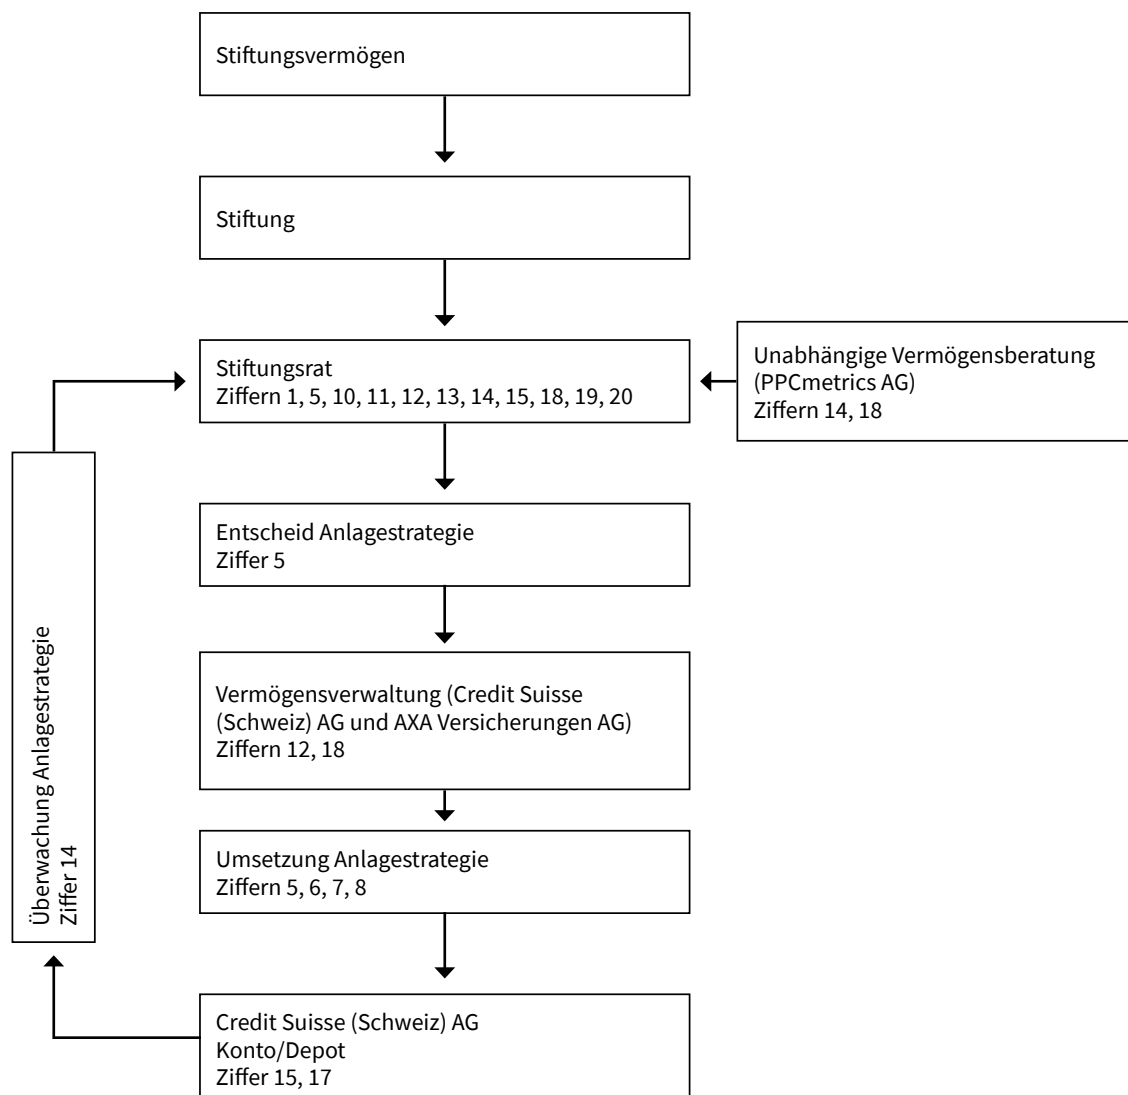 Stiftungsvermögen
Stiftung
Stiftungsrat
Ziffern 1, 5, 10, 11, 12, 13, 14, 15, 18, 19, 20
Unabhängige Vermögensberatung
(PPCmetrics AG)
Ziffern 14, 18
Entscheid Anlagestrategie
Ziffer 5
Vermögensverwaltung (Credit Suisse
(Schweiz) AG und AXA Versicherungen AG)
Ziffern 12, 18
Umsetzung Anlagestrategie
Ziffern 5, 6, 7, 8
Credit Suisse (Schweiz) AG
Konto/Depot
Ziffer 15, 17
Überwachung Anlagestrategie
Ziffer 14